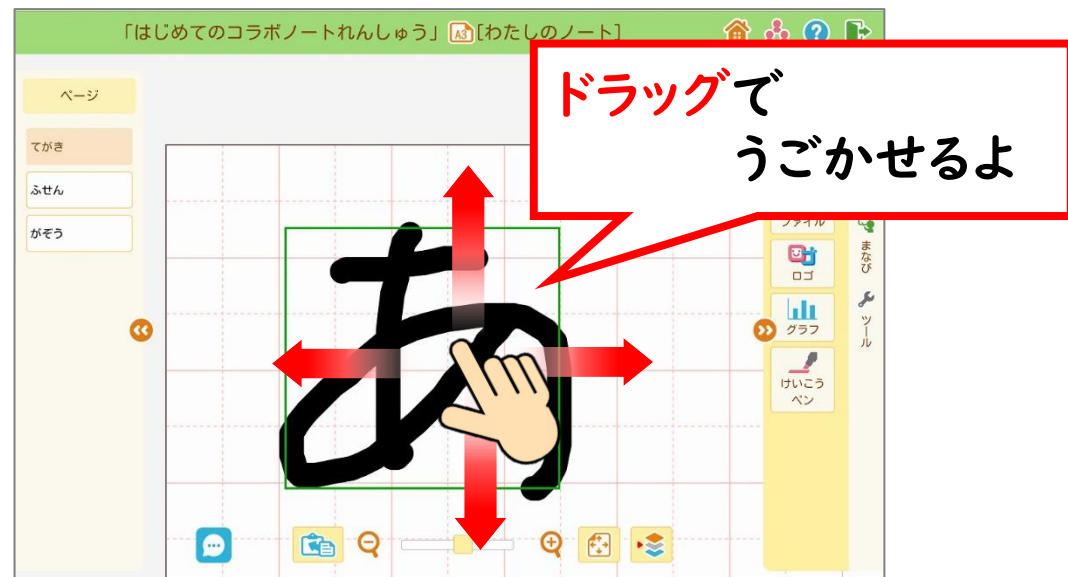 「はじめてのコラボノートれんしゅう」 A3 [わたしのノート]
ドラッグで
うごかせるよ
ページ
てがき
ふせん
がぞう
あ
ファイル
ロゴ
グラフ
けいこう
ペン
まなび
ツール